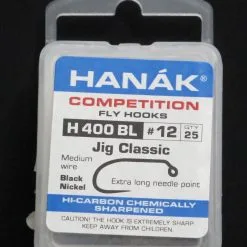 HANÁK®
COMPETITION
FLY HOOKS
H 400 BL #12 QTY 25
Jig Classic
Medium wire
Black Nickel
Extra long needle point
HI-CARBON CHEMICALLY
SHARPENED
CAUTION! THE HOOK IS EXTREMELY SHARP
KEEP AWAY FROM CHILDREN!